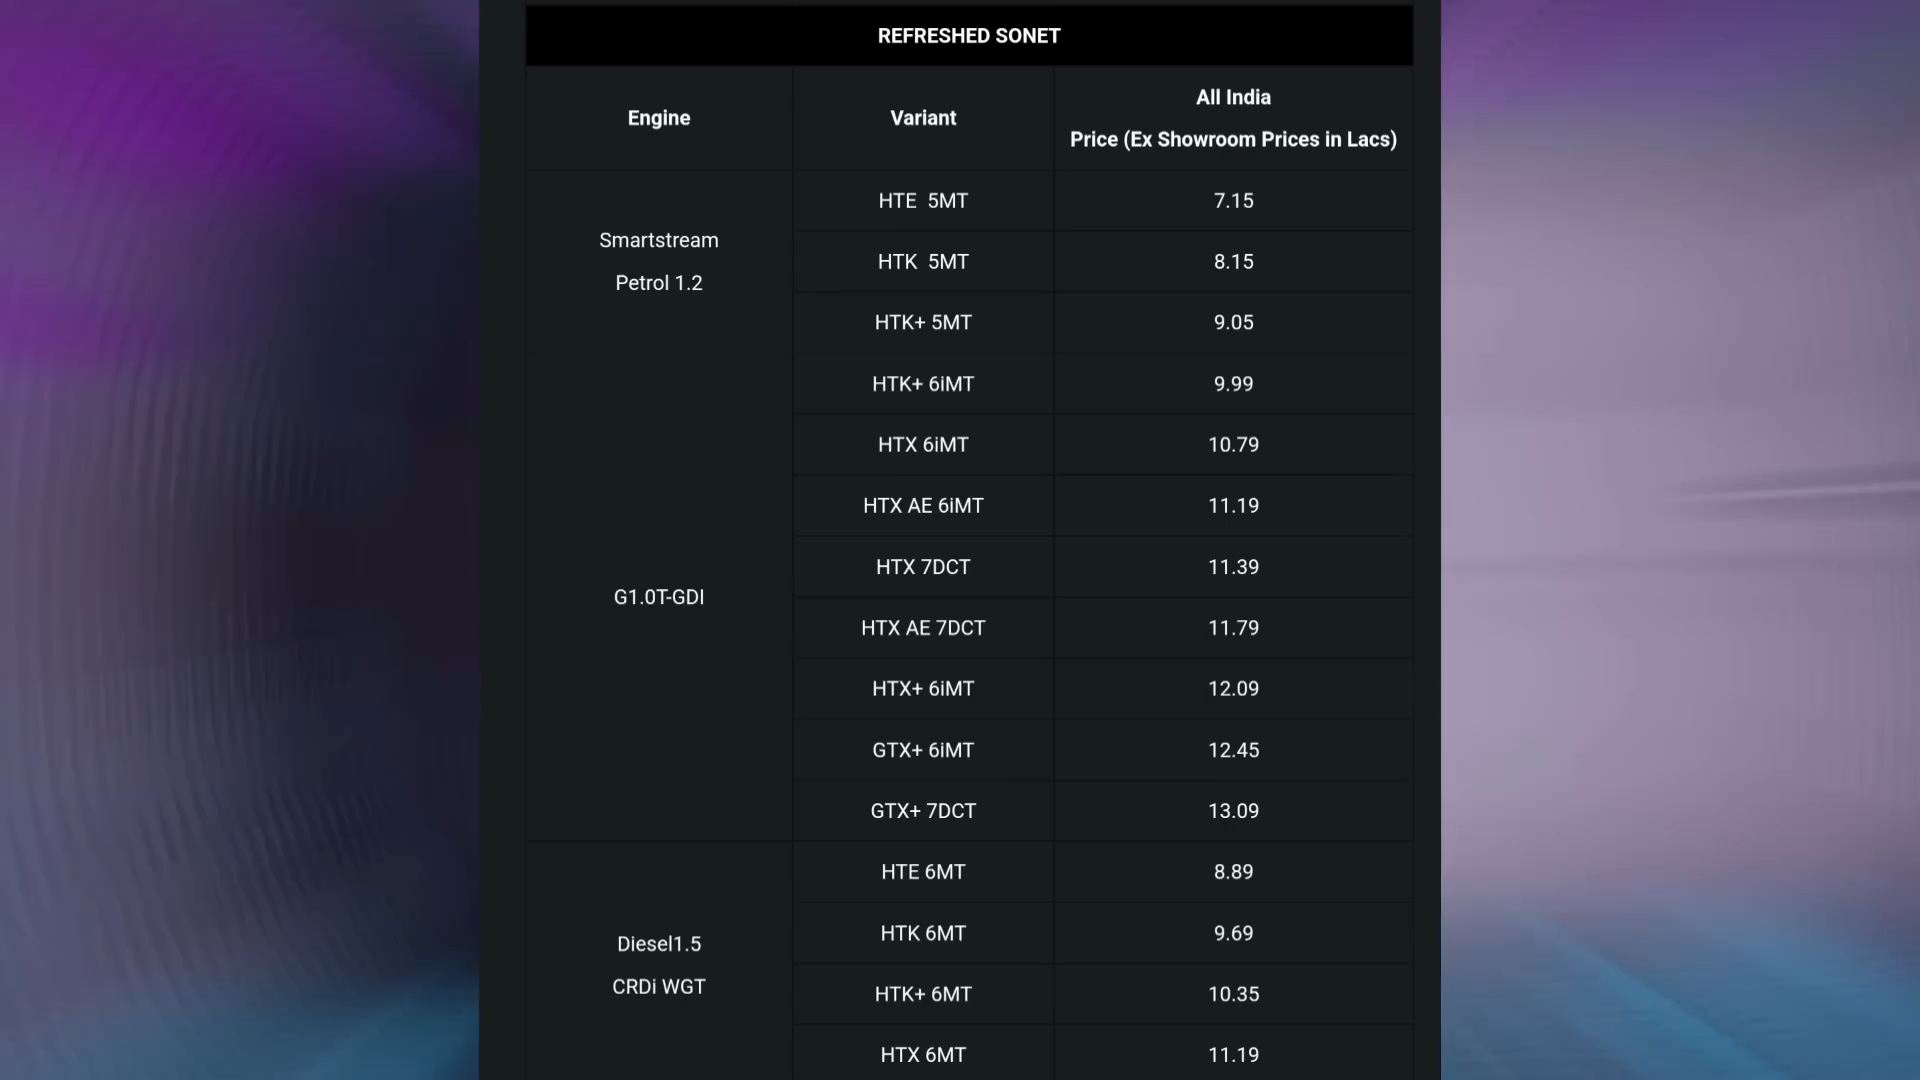 REFRESHED SONET
Engine Variant All India
Price (Ex Showroom Prices in Lacs)
Smartstream
Petrol 1.2
HTE 5MT 7.15
HTK 5MT 8.15
HTK+ 5MT 9.05
G1.0T-GDI
HTK+ 6iMT 9.99
HTX 6iMT 10.79
HTX AE 6iMT 11.19
HTX 7DCT 11.39
HTX AE 7DCT 11.79
HTX+ 6iMT 12.09
GTX+ 6iMT 12.45
GTX+ 7DCT 13.09
Diesel1.5
CRDi WGT
HTE 6MT 8.89
HTK 6MT 9.69
HTK+ 6MT 10.35
HTX 6MT 11.19